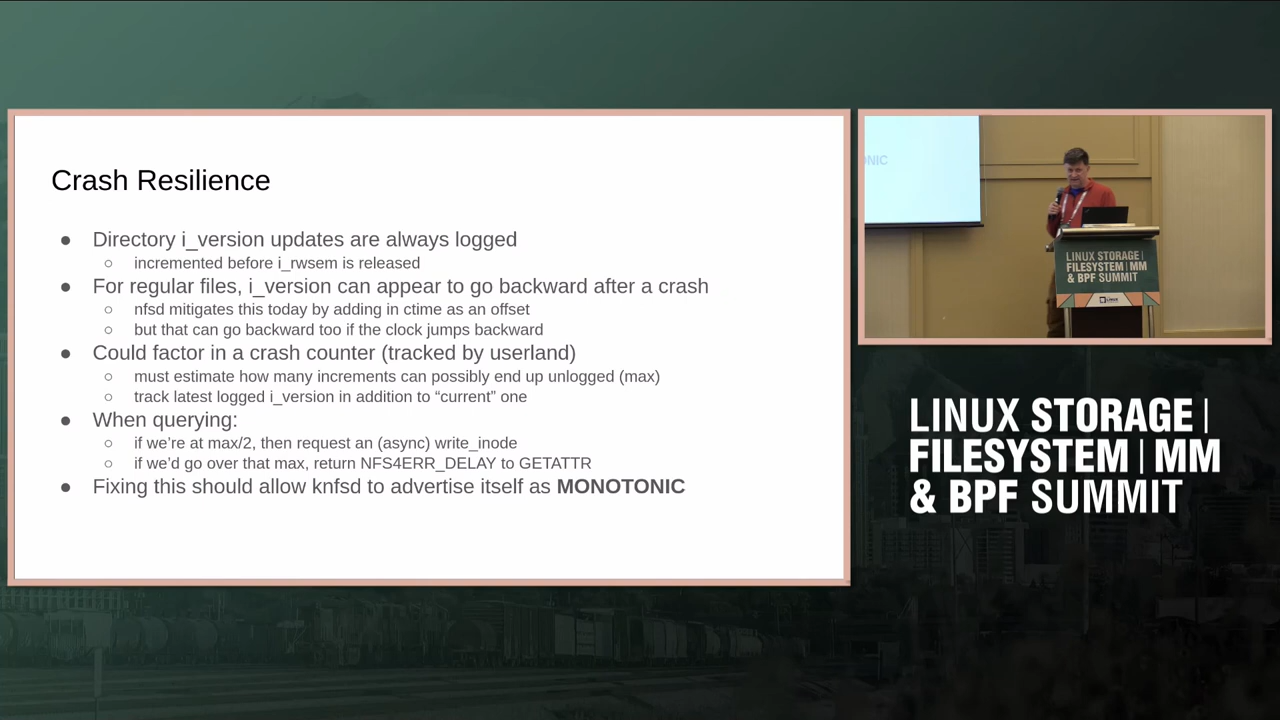 Crash Resilience
● Directory i_version updates are always logged
○ incremented before i_rwsem is released
● For regular files, i_version can appear to go backward after a crash
○ nfsd mitigates this today by adding in ctime as an offset
○ but that can go backward too if the clock jumps backward
● Could factor in a crash counter (tracked by userland)
○ must estimate how many increments can possibly end up unlogged (max)
○ track latest logged i_version in addition to “current” one
● When querying:
○ if we’re at max/2, then request an (async) write_inode
○ if we’d go over that max, return NFS4ERR_DELAY to GETATTR
● Fixing this should allow knfsd to advertise itself as MONOTONIC
ONIC
LINUX STORAGE |
FILESYSTEM | MM
& BPF SUMMIT
LINUX STORAGE |
FILESYSTEM | MM
& BPF SUMMIT